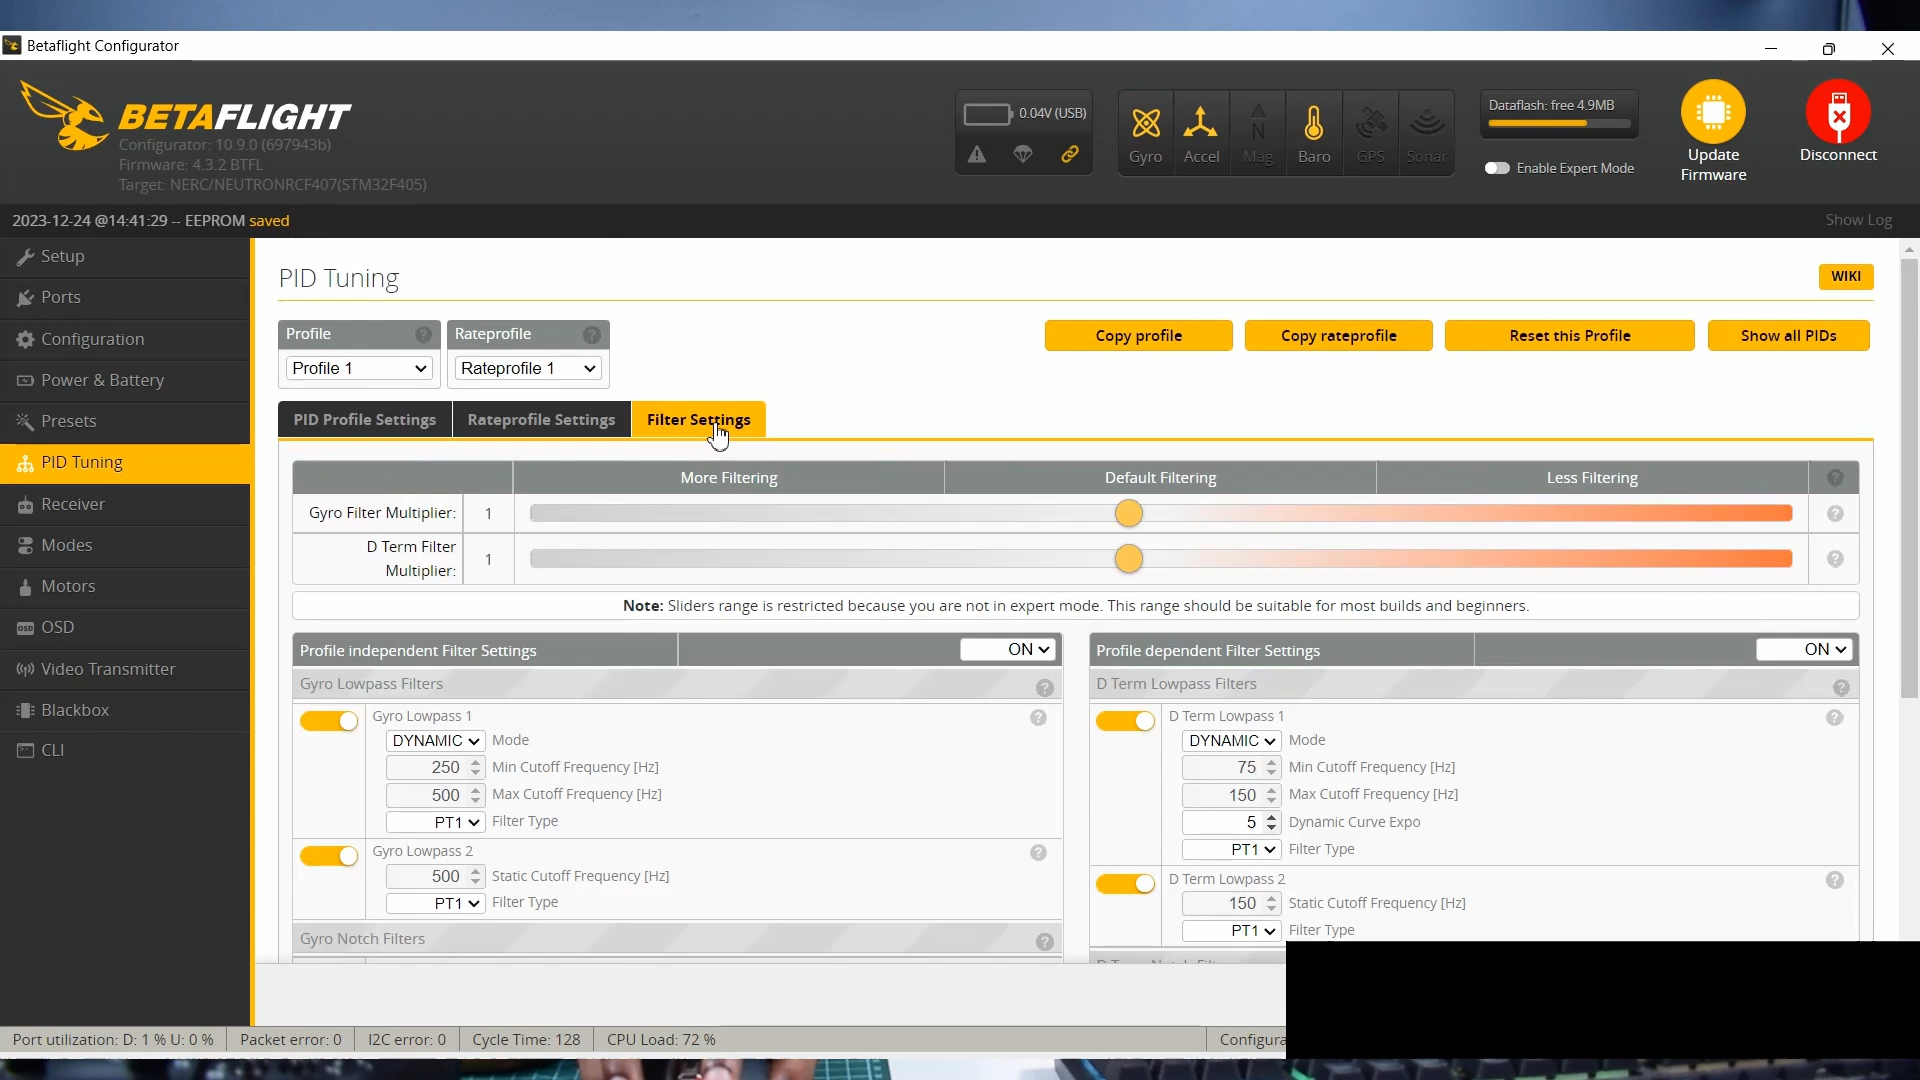 Betaflight Configurator
BETAFLIGHT
Configurator: 10.9.0 (697943b)
Firmware: 4.3.2 BTFL
Target: NERC/NEUTRONRCF407(STM32F405)
0.04V (USB)
Gyro
Accel
N
Mag
Baro
GPS
Sonar
Dataflash: free 4.9MB
Enable Expert Mode
Update
Firmware
Disconnect
2023-12-24 @14:41:29 -- EEPROM saved
Show Log
Setup
Ports
Configuration
Power & Battery
Presets
PID Tuning
Receiver
Modes
Motors
OSD OSD
Video Transmitter
Blackbox
CLI
PID Tuning
WIKI
Profile ?
Rateprofile ?
Profile 1
Rateprofile 1
Copy profile
Copy rateprofile
Reset this Profile
Show all PIDs
PID Profile Settings
Rateprofile Settings
Filter Settings
More Filtering
Default Filtering
Less Filtering
?
Gyro Filter Multiplier: 1 ?
D Term Filter
Multiplier: 1 ?
Note: Sliders range is restricted because you are not in expert mode. This range should be suitable for most builds and beginners.
Profile independent Filter Settings ON
Gyro Lowpass Filters ?
Gyro Lowpass 1 ?
DYNAMIC Mode
250 Min Cutoff Frequency [Hz]
500 Max Cutoff Frequency [Hz]
PT1 Filter Type
Gyro Lowpass 2 ?
500 Static Cutoff Frequency [Hz]
PT1 Filter Type
Gyro Notch Filters ?
Profile dependent Filter Settings ON
D Term Lowpass Filters ?
D Term Lowpass 1 ?
DYNAMIC Mode
75 Min Cutoff Frequency [Hz]
150 Max Cutoff Frequency [Hz]
5 Dynamic Curve Expo
PT1 Filter Type
D Term Lowpass 2 ?
150 Static Cutoff Frequency [Hz]
PT1 Filter Type
Port utilization: D: 1 % U: 0 %
Packet error: 0
I2C error: 0
Cycle Time: 128
CPU Load: 72 %
Configura